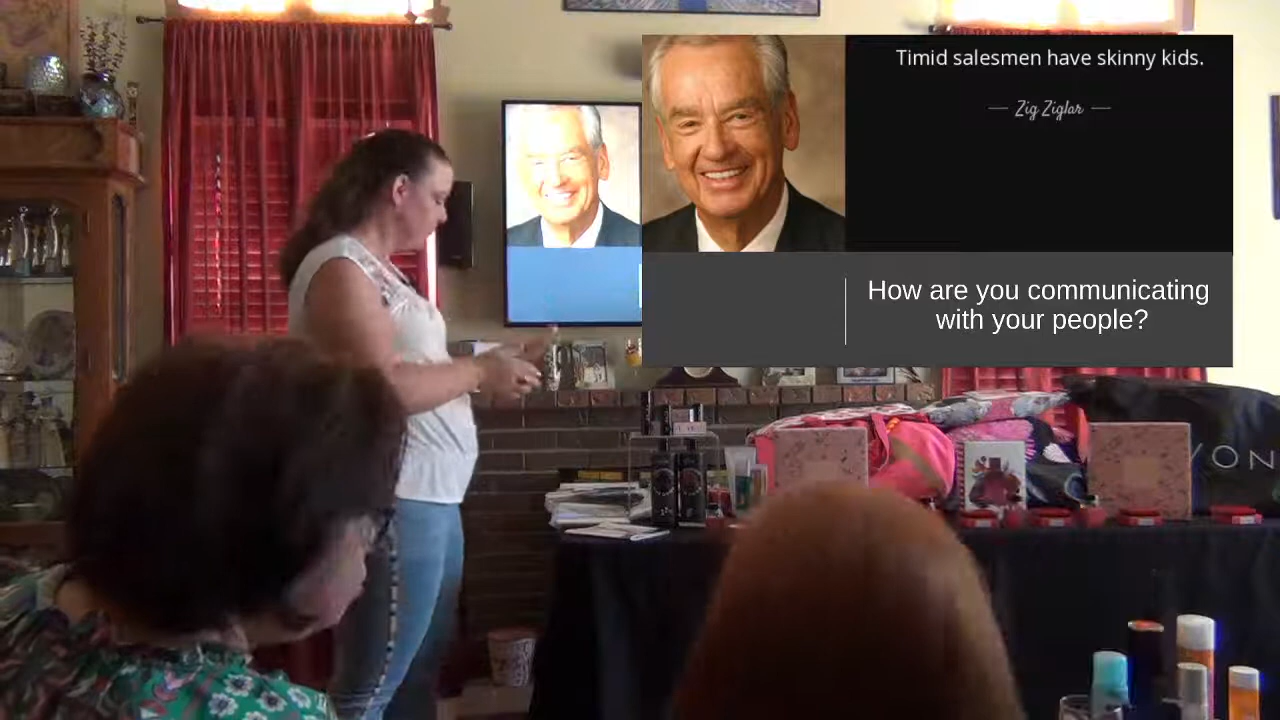 Timid salesmen have skinny kids.
Zig Ziglar
How are you communicating
with your people?
VON